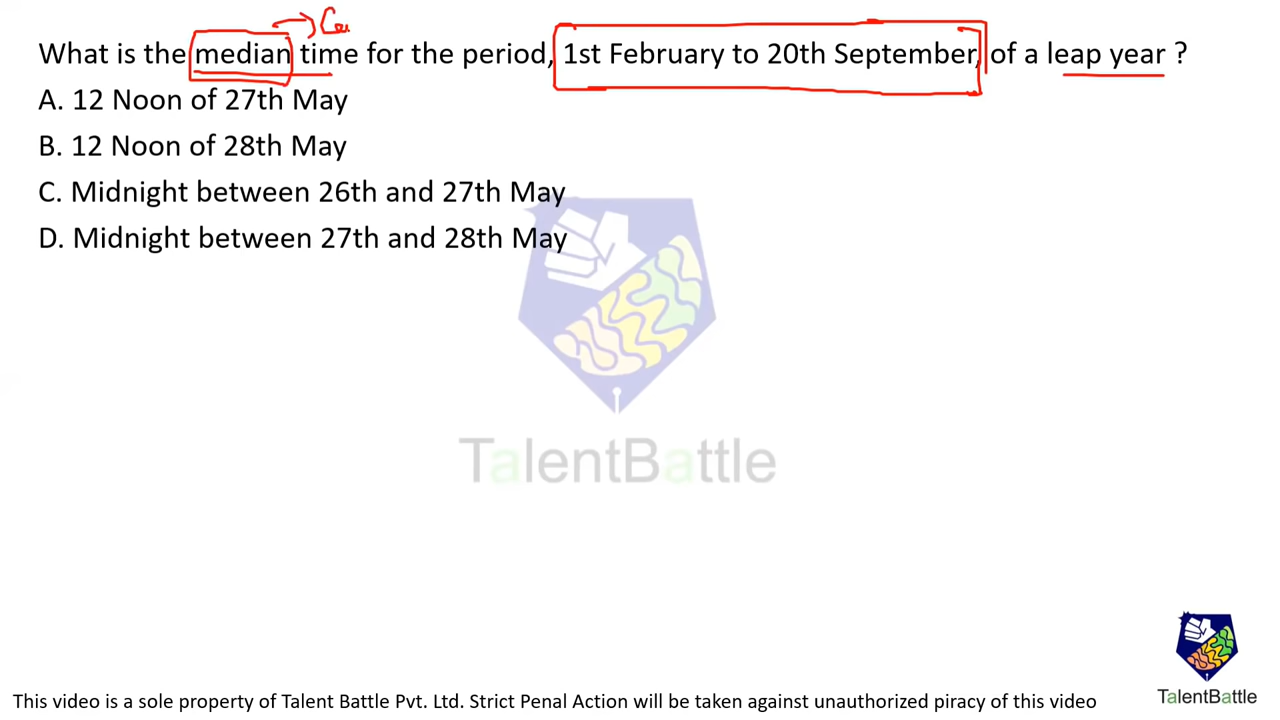 What is the median time for the period, 1st February to 20th September, of a leap year ?
A. 12 Noon of 27th May
B. 12 Noon of 28th May
C. Midnight between 26th and 27th May
D. Midnight between 27th and 28th May
TalentBattle
TalentBattle
This video is a sole property of Talent Battle Pvt. Ltd. Strict Penal Action will be taken against unauthorized piracy of this video